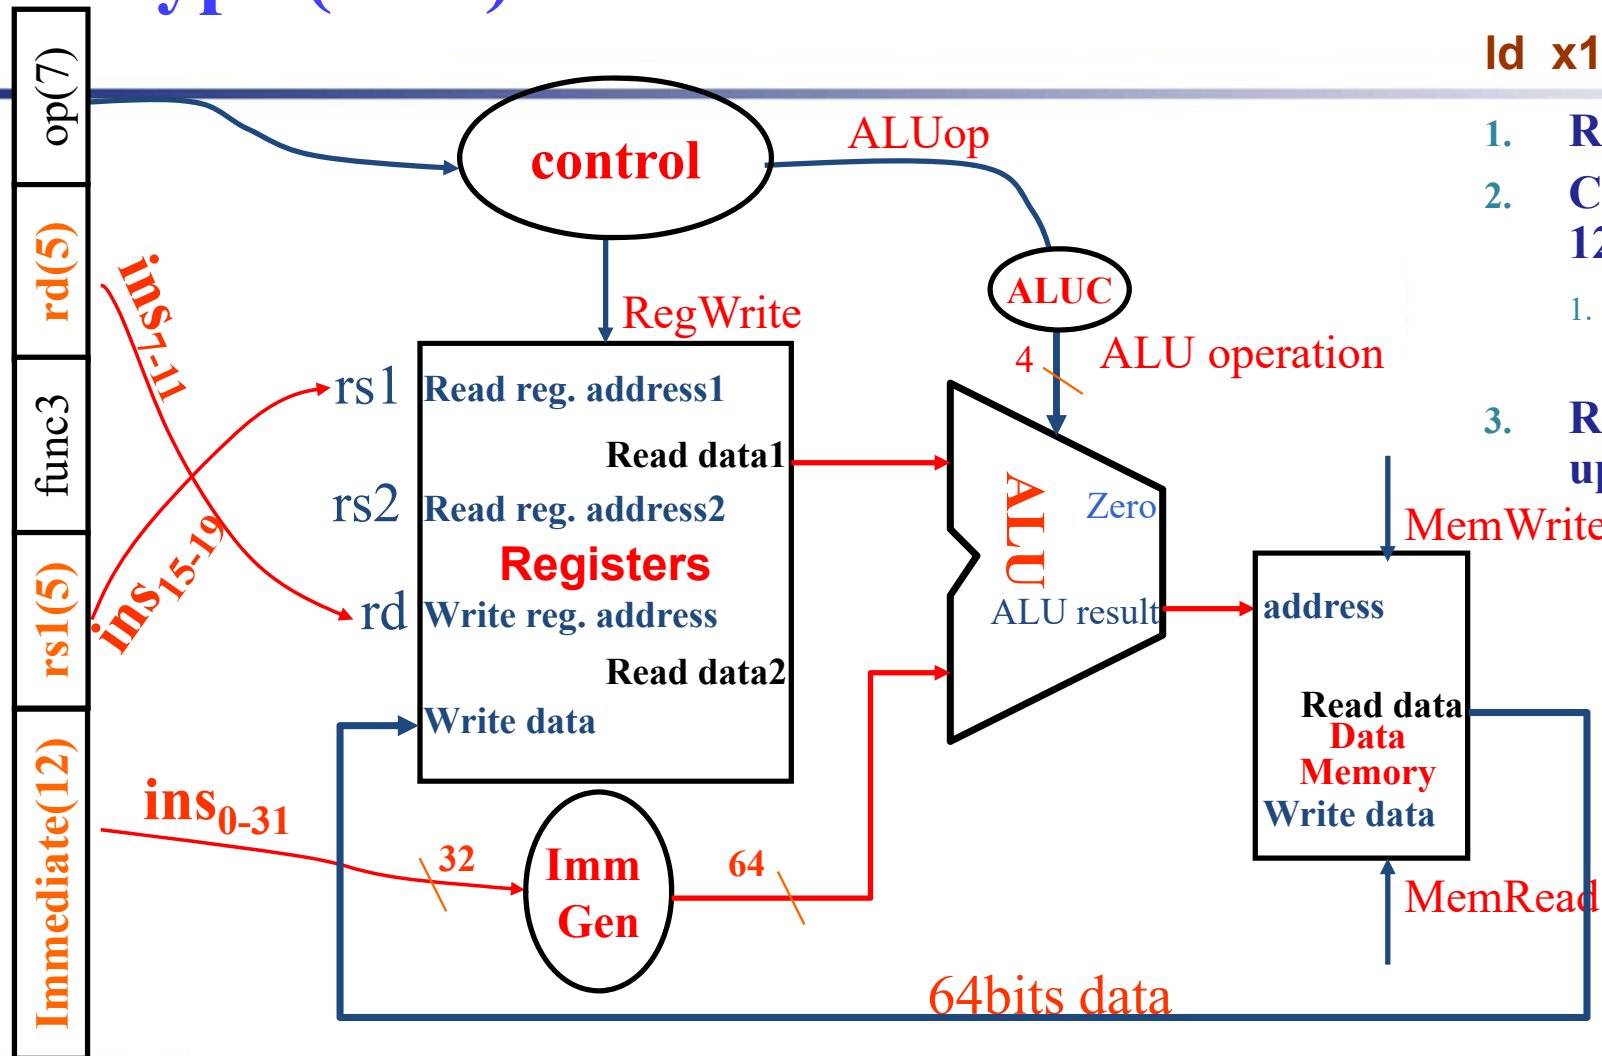 op(7)
rd(5)
func3
rs1(5)
Immediate(12)
ins7-11
ins15-19
ins0-31
control
ALUop
RegWrite
ALUC
4
ALU operation
rs1
Read reg. address1
Read data1
rs2
Read reg. address2
Registers
rd
Write reg. address
Read data2
Write data
ALU
Zero
ALU result
32
Imm
Gen
64
MemWrite
address
Read data
Data
Memory
Write data
MemRead
64bits data
ld x1
1.
2.
12
1.
3.